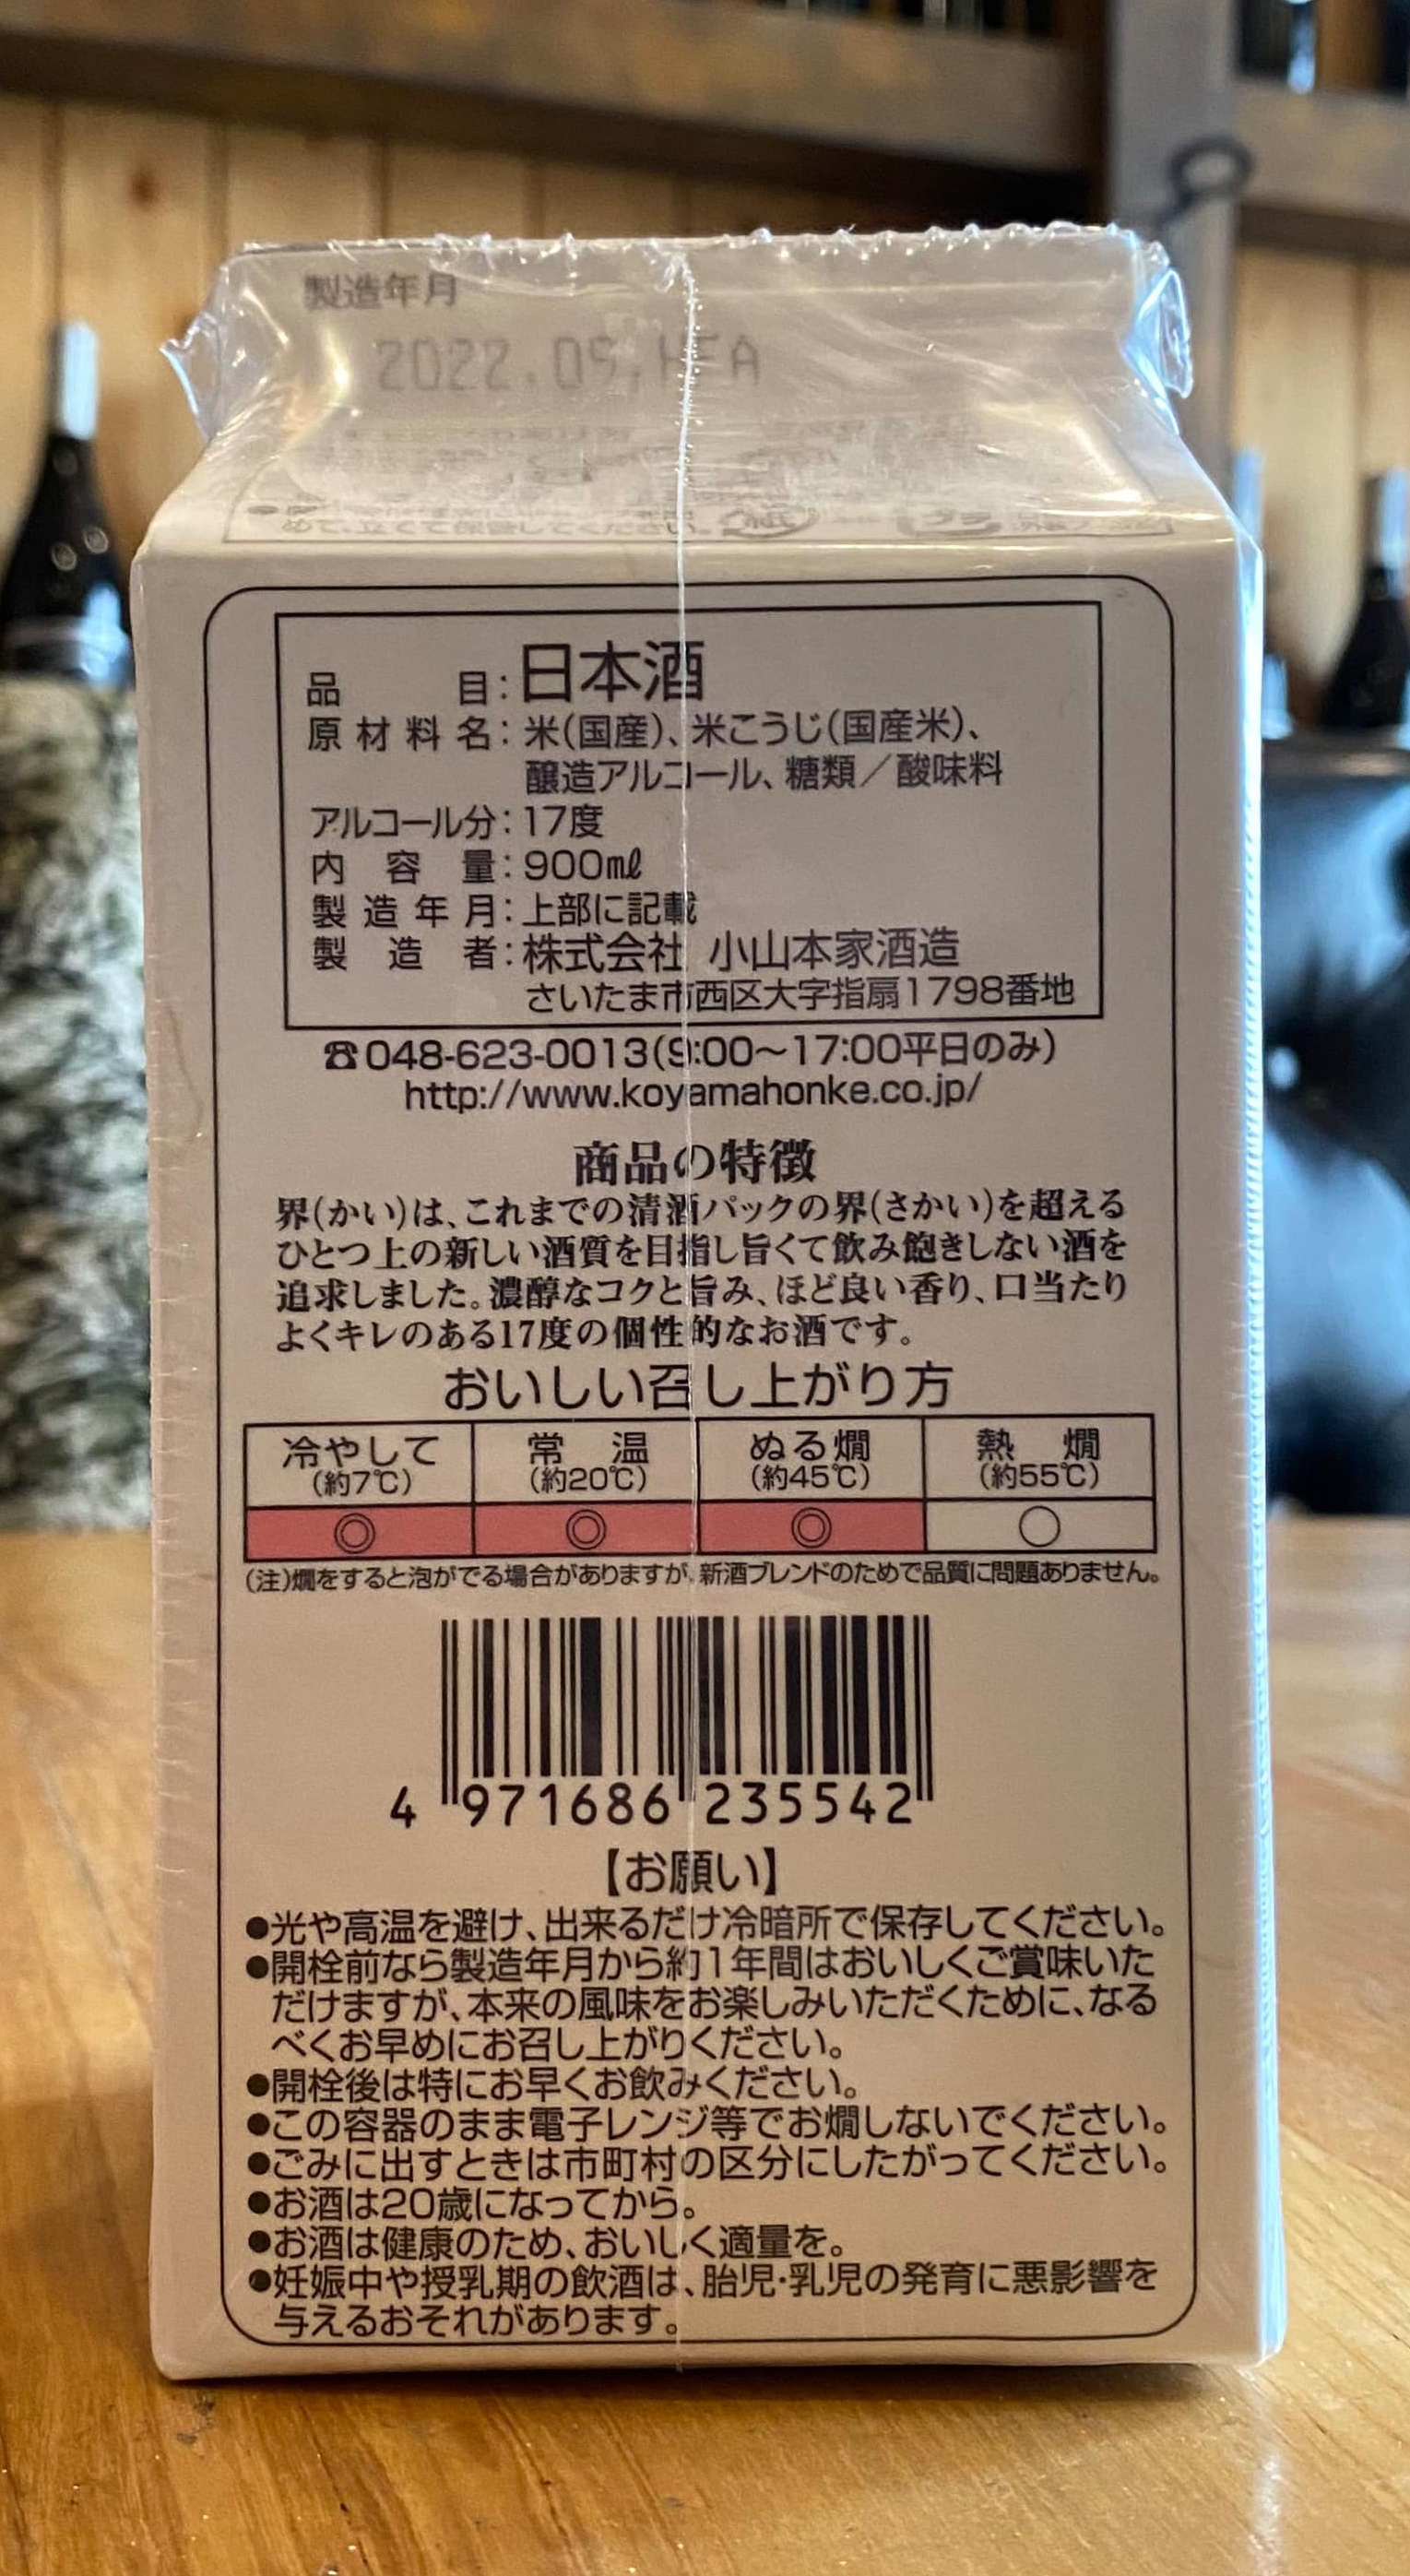 製造年月
2022.09.HFA
めて、立てて保管してください。 紙 プラ
品目:日本酒
原材料名:米(国産)、米こうじ(国産米)、
醸造アルコール、糖類／酸味料
アルコール分:17度
内容量:900㎖
製造年月:上部に記載
製造者:株式会社 小山本家酒造
さいたま市西区大字指扇1798番地
☎048-623-0013(9:00～17:00平日のみ)
http://www.koyamahonke.co.jp/
商品の特徴
界(かい)は、これまでの清酒パックの界(さかい)を超える
ひとつ上の新しい酒質を目指し旨くて飲み飽きしない酒を
追求しました。濃醇なコクと旨み、ほど良い香り、口当たり
よくキレのある17度の個性的なお酒です。
おいしい召し上がり方
冷やして 常温 ぬる燗 熱燗
(約7℃) (約20℃) (約45℃) (約55℃)
◎ ◎ ◎ ○
(注)燗をすると泡がでる場合がありますが、新酒ブレンドのためで品質に問題ありません。
4 971686 235542
【お願い】
●光や高温を避け、出来るだけ冷暗所で保存してください。
●開栓前なら製造年月から約1年間はおいしくご賞味いた
だけますが、本来の風味をお楽しみいただくために、なる
べくお早めにお召し上がりください。
●開栓後は特にお早くお飲みください。
●この容器のまま電子レンジ等でお燗しないでください。
●ごみに出すときは市町村の区分にしたがってください。
●お酒は20歳になってから。
●お酒は健康のため、おいしく適量を。
●妊娠中や授乳期の飲酒は、胎児・乳児の発育に悪影響を
与えるおそれがあります。